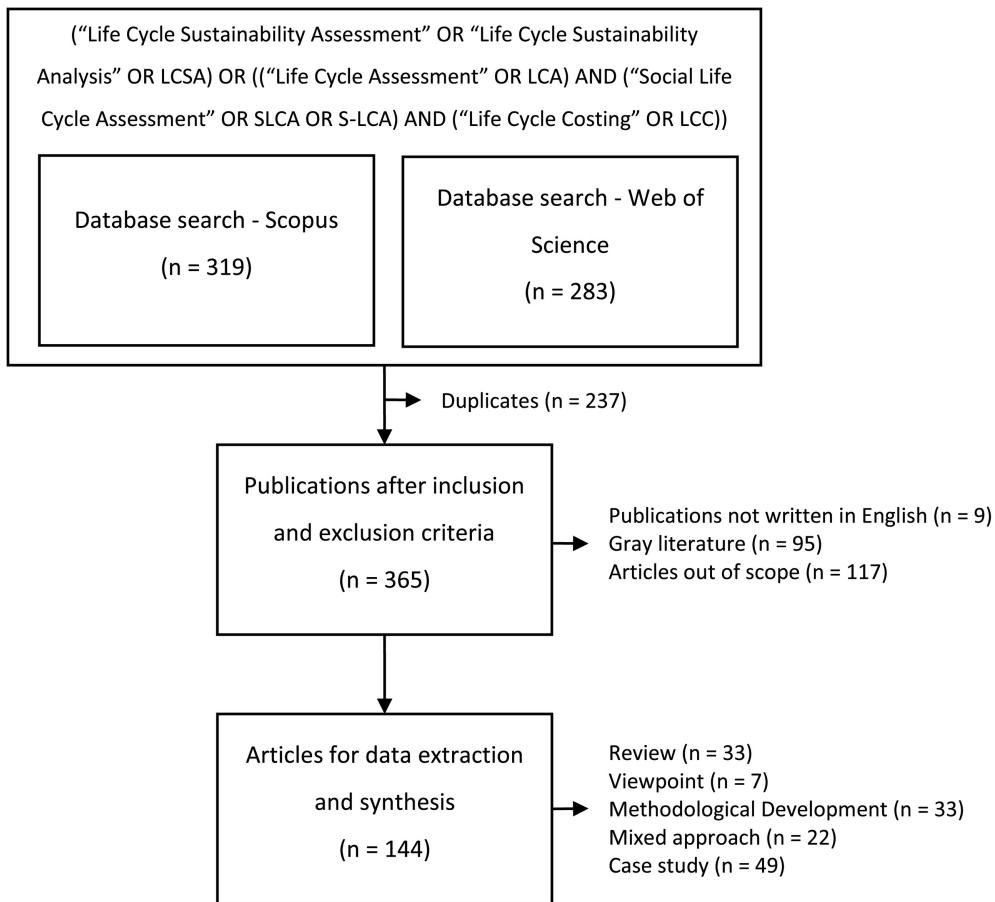 (“Life Cycle Sustainability Assessment” OR “Life Cycle Sustainability
Analysis” OR LCSA) OR ((“Life Cycle Assessment” OR LCA) AND (“Social Life
Cycle Assessment” OR SLCA OR S-LCA) AND (“Life Cycle Costing” OR LCC))
Database search - Scopus
(n = 319)
Database search - Web of
Science
(n = 283)
Duplicates (n = 237)
Publications after inclusion
and exclusion criteria
(n = 365)
Publications not written in English (n = 9)
Gray literature (n = 95)
Articles out of scope (n = 117)
Articles for data extraction
and synthesis
(n = 144)
Review (n = 33)
Viewpoint (n = 7)
Methodological Development (n = 33)
Mixed approach (n = 22)
Case study (n = 49)